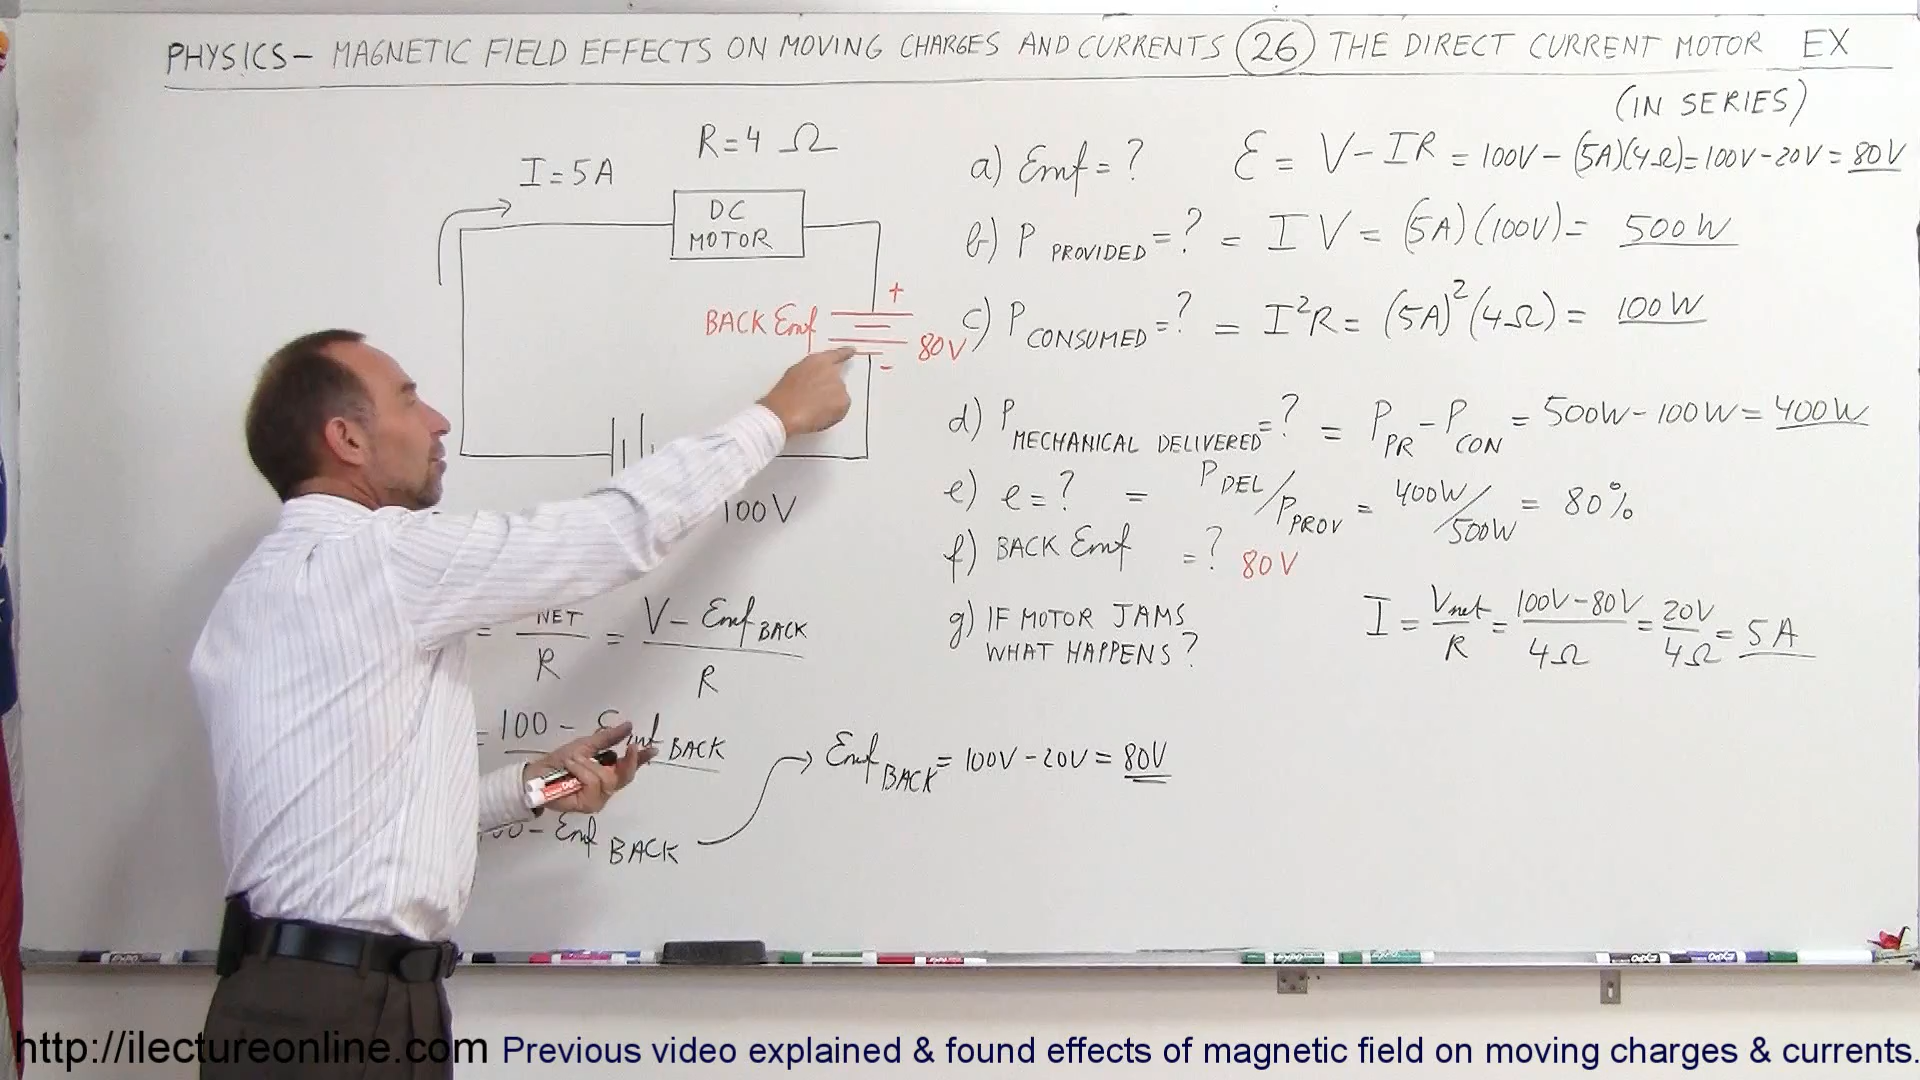 PHYSICS- MAGNETIC FIELD EFFECTS ON MOVING CHARGES AND CURRENTS 26 THE DIRECT CURRENT MOTOR EX
(IN SERIES)
R=4 Ω
I=5A
DC
MOTOR
BACK Emf
+
80V
-
100V
NET
= — = V - Emf BACK
R R
= 100 - Emf BACK
- Emf BACK
Emf BACK = 100V - 20V = 80V
a) Emf = ? ℰ = V - IR = 100V - (5A)(4Ω) = 100V - 20V = 80V
b) P PROVIDED = ? = I V = (5A)(100V) = 500W
c) P CONSUMED = ? = I²R = (5A)²(4Ω) = 100W
d) P MECHANICAL DELIVERED = ? = P PR - P CON = 500W - 100W = 400W
e) e = ? = P DEL / P PROV = 400W / 500W = 80%
f) BACK Emf = ? 80V
g) IF MOTOR JAMS
WHAT HAPPENS?
I = Vnet/R = 100V - 80V / 4Ω = 20V/4Ω = 5A
http://ilectureonline.com Previous video explained & found effects of magnetic field on moving charges & currents.